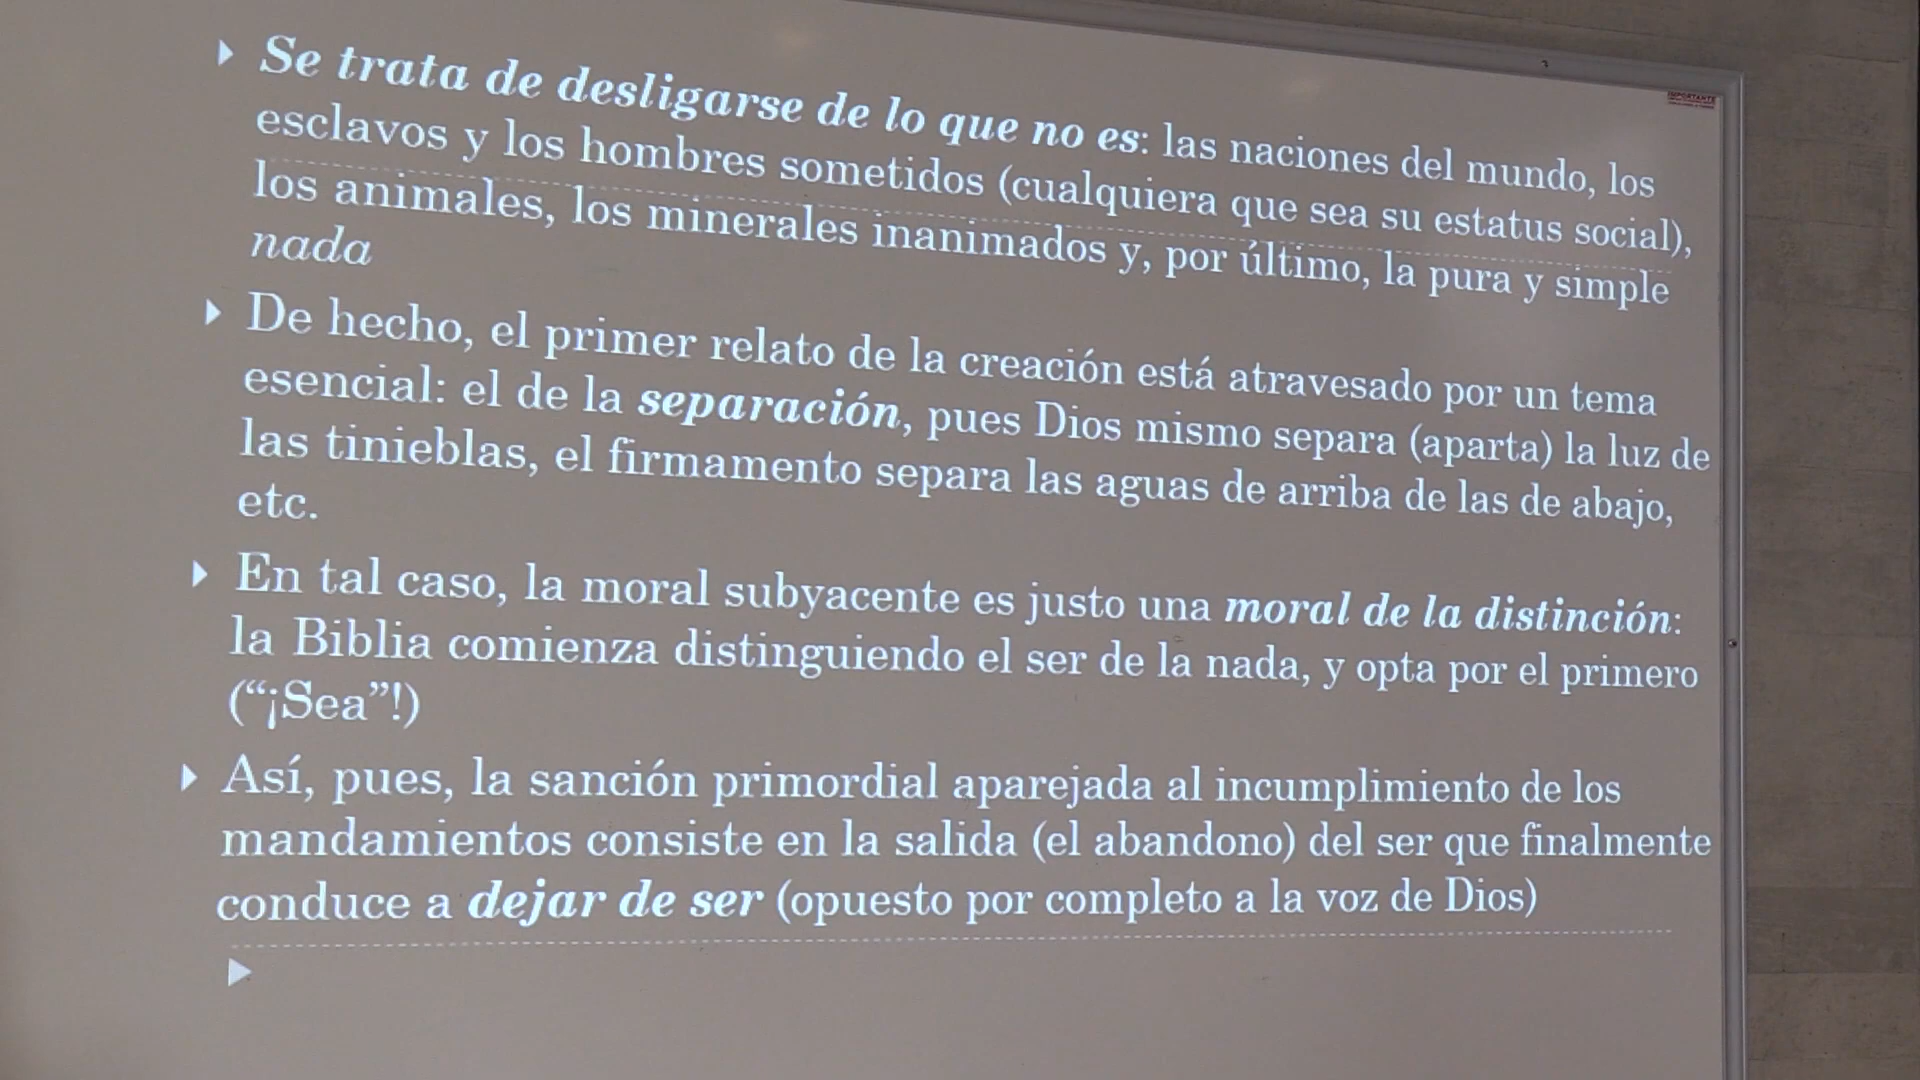 Se trata de desligarse de lo que no es: las naciones del mundo, los
esclavos y los hombres sometidos (cualquiera que sea su estatus social),
los animales, los minerales inanimados y, por último, la pura y simple
nada
De hecho, el primer relato de la creación está atravesado por un tema
esencial: el de la separación, pues Dios mismo separa (aparta) la luz de
las tinieblas, el firmamento separa las aguas de arriba de las de abajo,
etc.
En tal caso, la moral subyacente es justo una moral de la distinción:
la Biblia comienza distinguiendo el ser de la nada, y opta por el primero
(“¡Sea”!)
Así, pues, la sanción primordial aparejada al incumplimiento de los
mandamientos consiste en la salida (el abandono) del ser que finalmente
conduce a dejar de ser (opuesto por completo a la voz de Dios)
IMPORTANTE